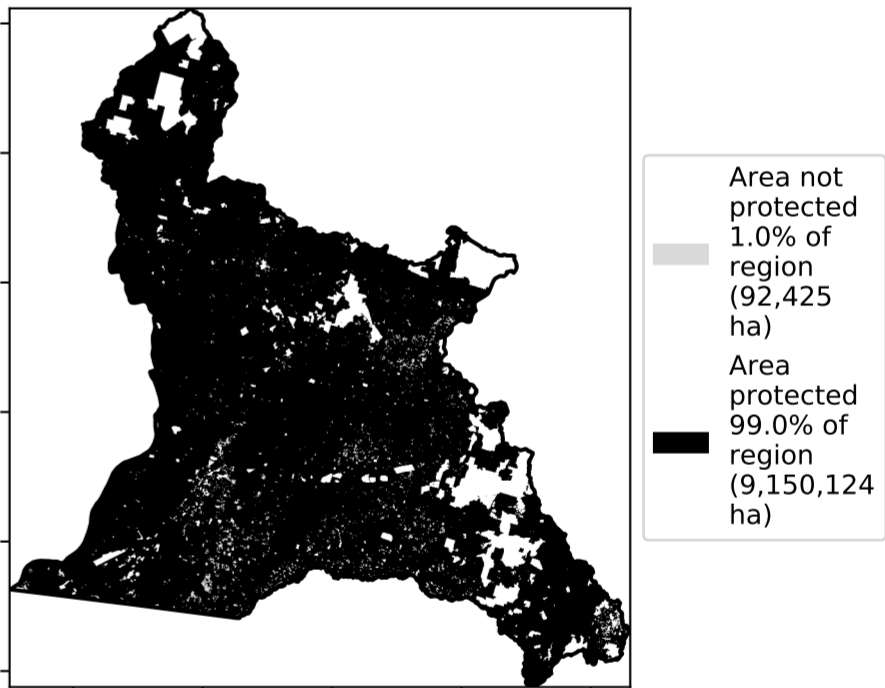 Area not
protected
1.0% of
region
(92,425
ha)
Area
protected
99.0% of
region
(9,150,124
ha)